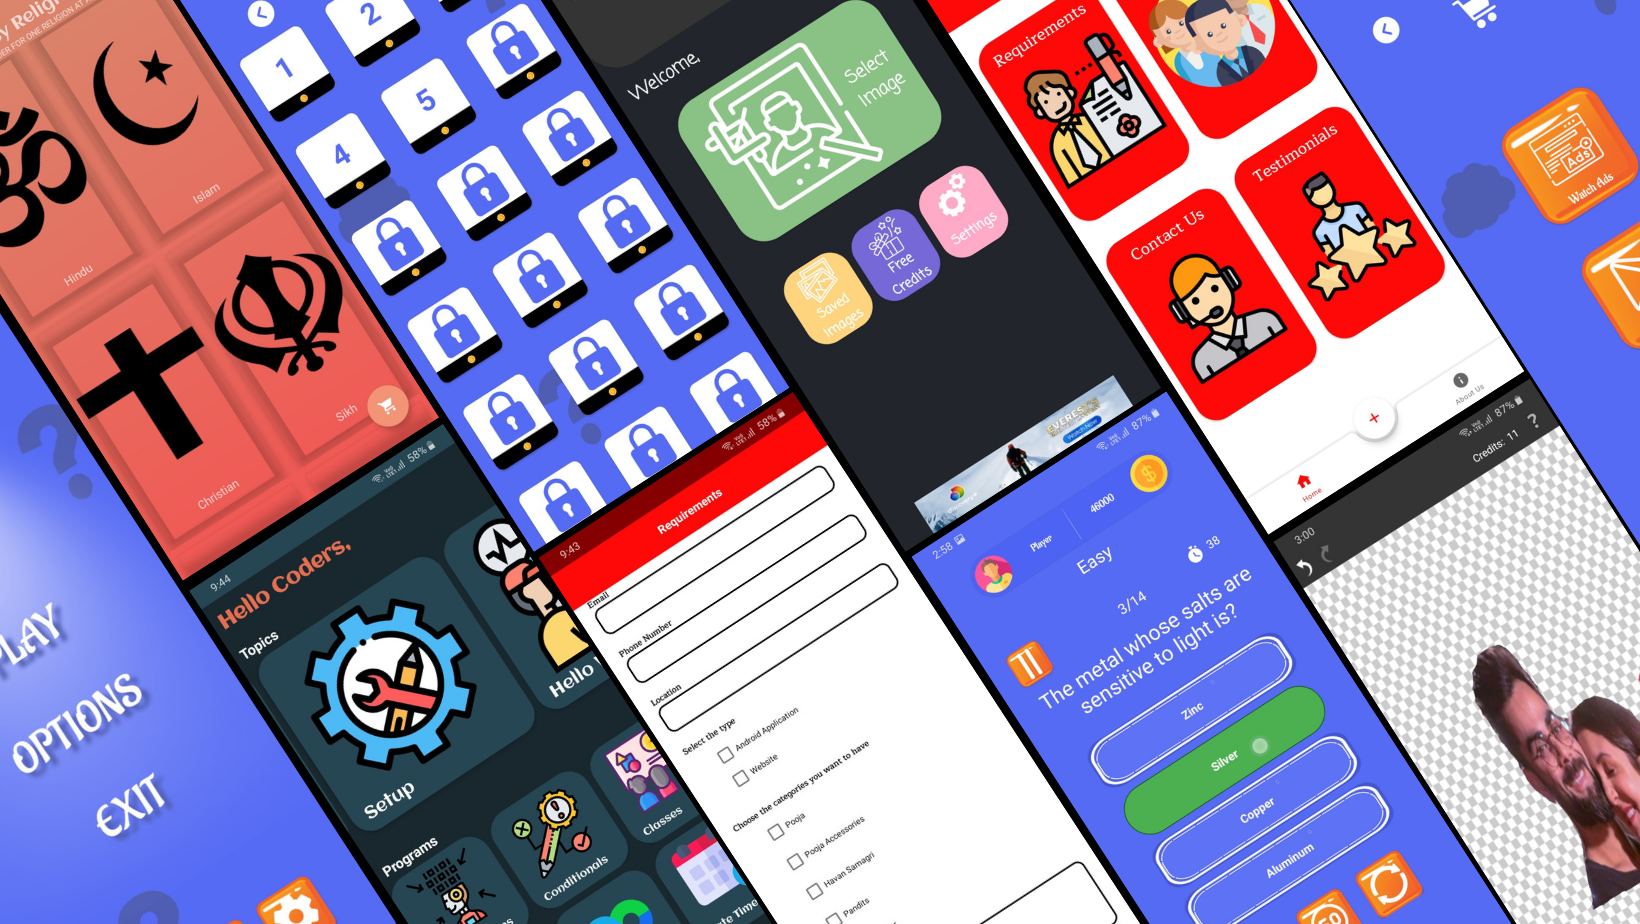 Hindu
Islam
Christian
Sikh
1
2
4
5
Welcome,
Select
Image
Saved
Images
Free
Credits
Settings
Watch Now
Requirements
Testimonials
Contact Us
Home
About Us
Ads
Watch Ads
PLAY
OPTIONS
EXIT
9:44
58%
Hello Coders,
Topics
Setup
Programs
Conditionals
Classes
9:43
58%
Requirements
Email
Phone Number
Location
Select the type
Android Application
Website
Choose the categories you want to have
Pooja
Pooja Accessories
Havan Samagri
Pandits
2:58
87%
Player
46000
Easy
38
3/14
The metal whose salts are
sensitive to light is?
Zinc
Silver
Copper
Aluminum
3:00
87%
Credits: 11
?